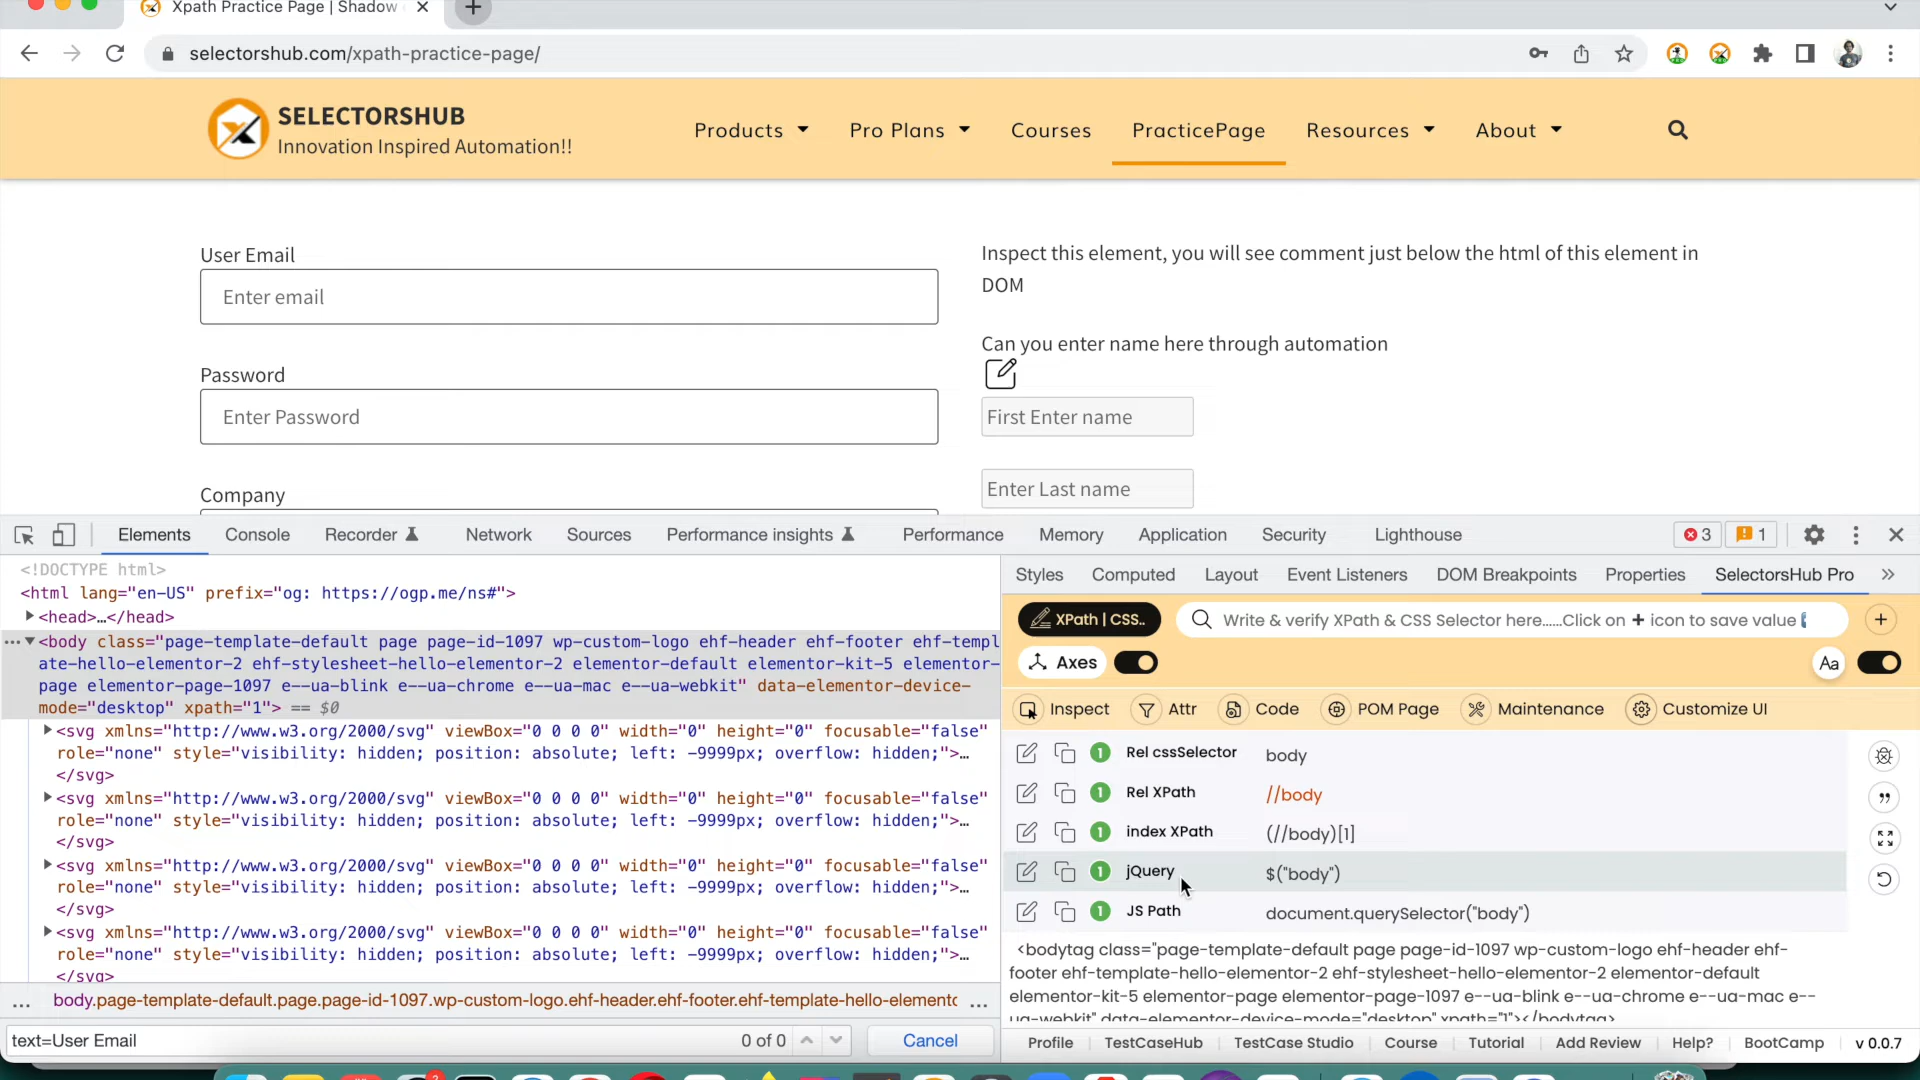 Xpath Practice Page | Shadow
selectorshub.com/xpath-practice-page/
SELECTORSHUB
Innovation Inspired Automation!!
Products
Pro Plans
Courses
PracticePage
Resources
About
User Email
Enter email
Password
Enter Password
Company
Inspect this element, you will see comment just below the html of this element in
DOM
Can you enter name here through automation
First Enter name
Enter Last name
Elements
Console
Recorder
Network
Sources
Performance insights
Performance
Memory
Application
Security
Lighthouse
3
1
<!DOCTYPE html>
<html lang="en-US" prefix="og: https://ogp.me/ns#">
<head>…</head>
<body class="page-template-default page page-id-1097 wp-custom-logo ehf-header ehf-footer ehf-templ
ate-hello-elementor-2 ehf-stylesheet-hello-elementor-2 elementor-default elementor-kit-5 elementor-
page elementor-page-1097 e--ua-blink e--ua-chrome e--ua-mac e--ua-webkit" data-elementor-device-
mode="desktop" xpath="1"> == $0
<svg xmlns="http://www.w3.org/2000/svg" viewBox="0 0 0 0" width="0" height="0" focusable="false"
role="none" style="visibility: hidden; position: absolute; left: -9999px; overflow: hidden;">…
</svg>
<svg xmlns="http://www.w3.org/2000/svg" viewBox="0 0 0 0" width="0" height="0" focusable="false"
role="none" style="visibility: hidden; position: absolute; left: -9999px; overflow: hidden;">…
</svg>
<svg xmlns="http://www.w3.org/2000/svg" viewBox="0 0 0 0" width="0" height="0" focusable="false"
role="none" style="visibility: hidden; position: absolute; left: -9999px; overflow: hidden;">…
</svg>
<svg xmlns="http://www.w3.org/2000/svg" viewBox="0 0 0 0" width="0" height="0" focusable="false"
role="none" style="visibility: hidden; position: absolute; left: -9999px; overflow: hidden;">…
</svg>
... body.page-template-default.page.page-id-1097.wp-custom-logo.ehf-header.ehf-footer.ehf-template-hello-element ...
text=User Email
0 of 0
Cancel
Styles
Computed
Layout
Event Listeners
DOM Breakpoints
Properties
SelectorsHub Pro
XPath | CSS..
Write & verify XPath & CSS Selector here......Click on + icon to save value
Axes
Aa
Inspect
Attr
Code
POM Page
Maintenance
Customize UI
1 Rel cssSelector body
1 Rel XPath //body
1 index XPath (//body)[1]
1 jQuery $("body")
1 JS Path document.querySelector("body")
<bodytag class="page-template-default page page-id-1097 wp-custom-logo ehf-header ehf-
footer ehf-template-hello-elementor-2 ehf-stylesheet-hello-elementor-2 elementor-default
elementor-kit-5 elementor-page elementor-page-1097 e--ua-blink e--ua-chrome e--ua-mac e--
ua-webkit" data-elementor-device-mode="desktop" xpath="1"></bodytag>
Profile
TestCaseHub
TestCase Studio
Course
Tutorial
Add Review
Help?
BootCamp
v 0.0.7